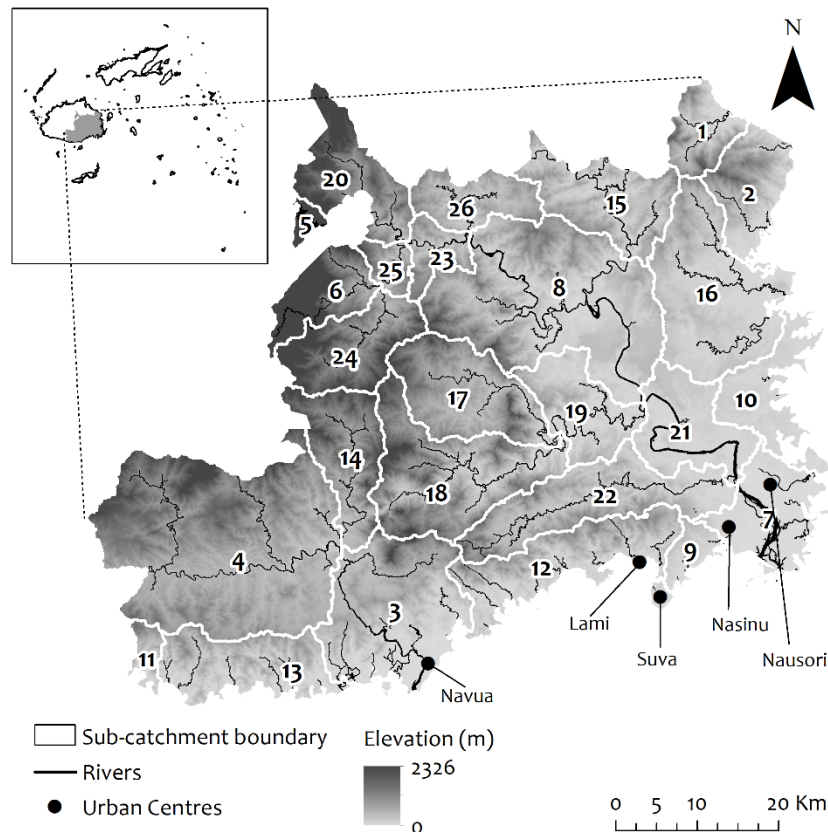 N
1
20
2
26
15
5
23
25
8
6
16
24
17
10
19
21
14
18
22
7
9
4
12
3
Lami
Nasinu
Suva
Nausori
11
13
Navua
Sub-catchment boundary
Rivers
Urban Centres
Elevation (m)
2326
0
0 5 10 20 Km